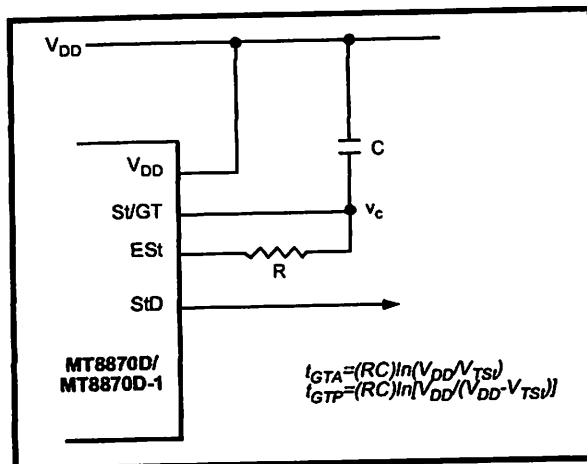 VDD
VDD
C
St/GT
vc
ESt
R
StD
MT8870D/
MT8870D-1
tGTA=(RC)ln(VDD/VTSt)
tGTP=(RC)ln[VDD/(VDD-VTSt)]